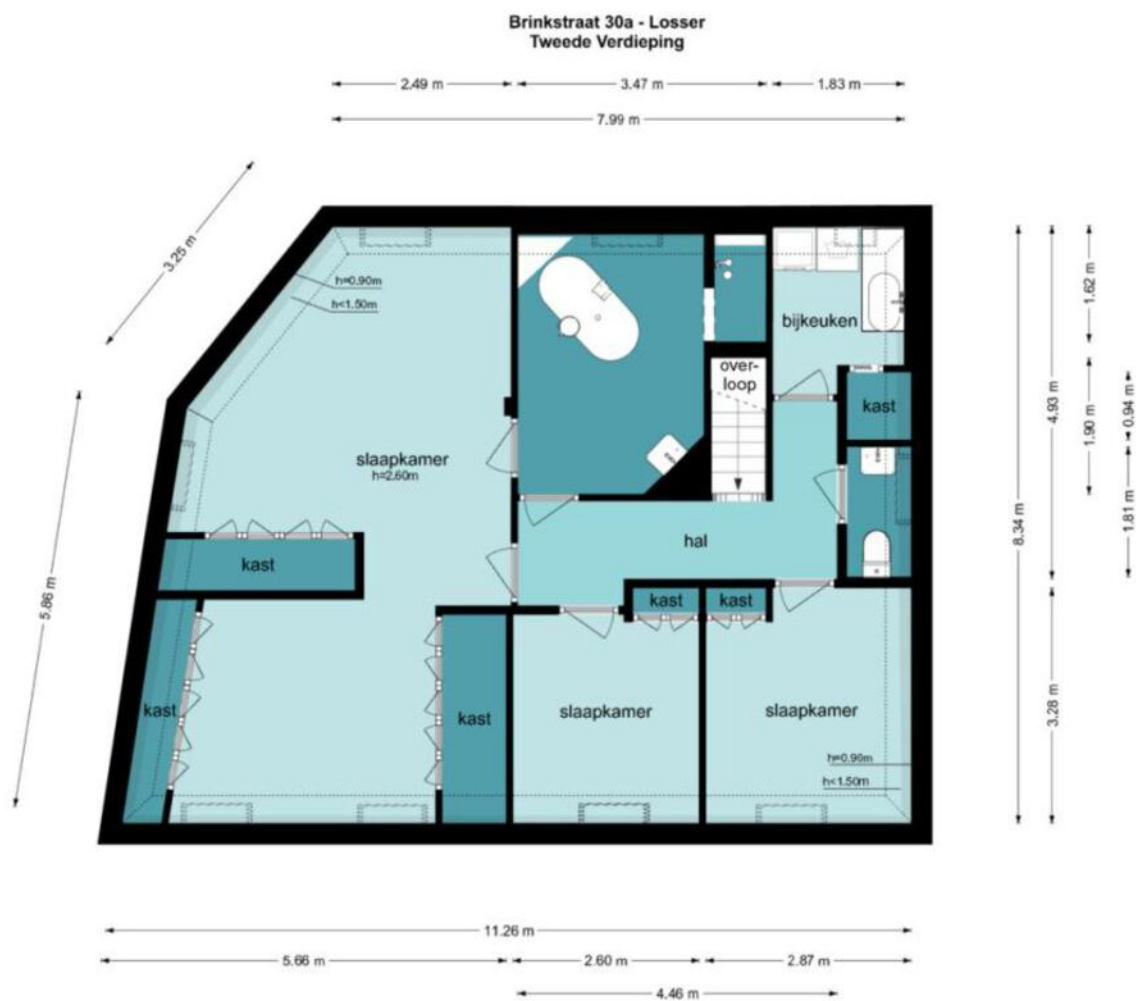 Brinkstraat 30a - Losser
Tweede Verdieping
2.49 m
3.47 m
1.83 m
7.99 m
3.25 m
h=0.90m
h<1.50m
bijkeuken
over-
loop
kast
slaapkamer
h=2.60m
hal
kast
kast
kast
kast
kast
slaapkamer
slaapkamer
h=0.90m
h<1.50m
5.86 m
1.62 m
4.93 m
1.90 m
0.94 m
1.81 m
8.34 m
3.28 m
11.26 m
5.66 m
2.60 m
2.87 m
4.46 m